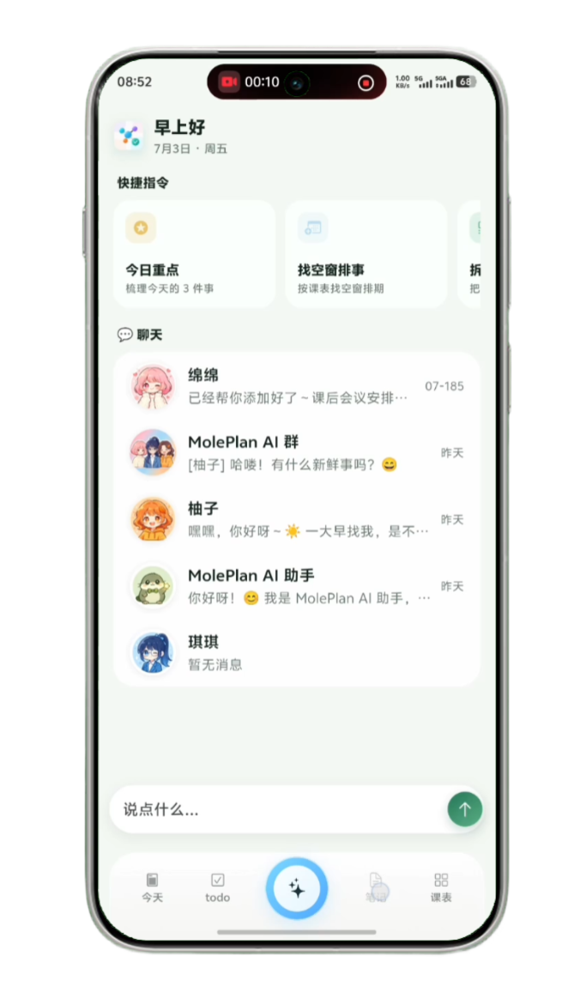 08:52
00:10
1.00 KB/s
5G
5GA
68
早上好
7月3日 · 周五
快捷指令
今日重点
梳理今天的 3 件事
找空窗排事
按课表找空窗排期
拆
把
聊天
绵绵
07-185
已经帮你添加好了～课后会议安排…
MolePlan AI 群
昨天
[柚子] 哈喽！有什么新鲜事吗？😄
柚子
昨天
嘿嘿，你好呀～☀️ 一大早找我，是不…
MolePlan AI 助手
昨天
你好呀！😊 我是 MolePlan AI 助手，…
琪琪
暂无消息
说点什么...
今天
todo
课表